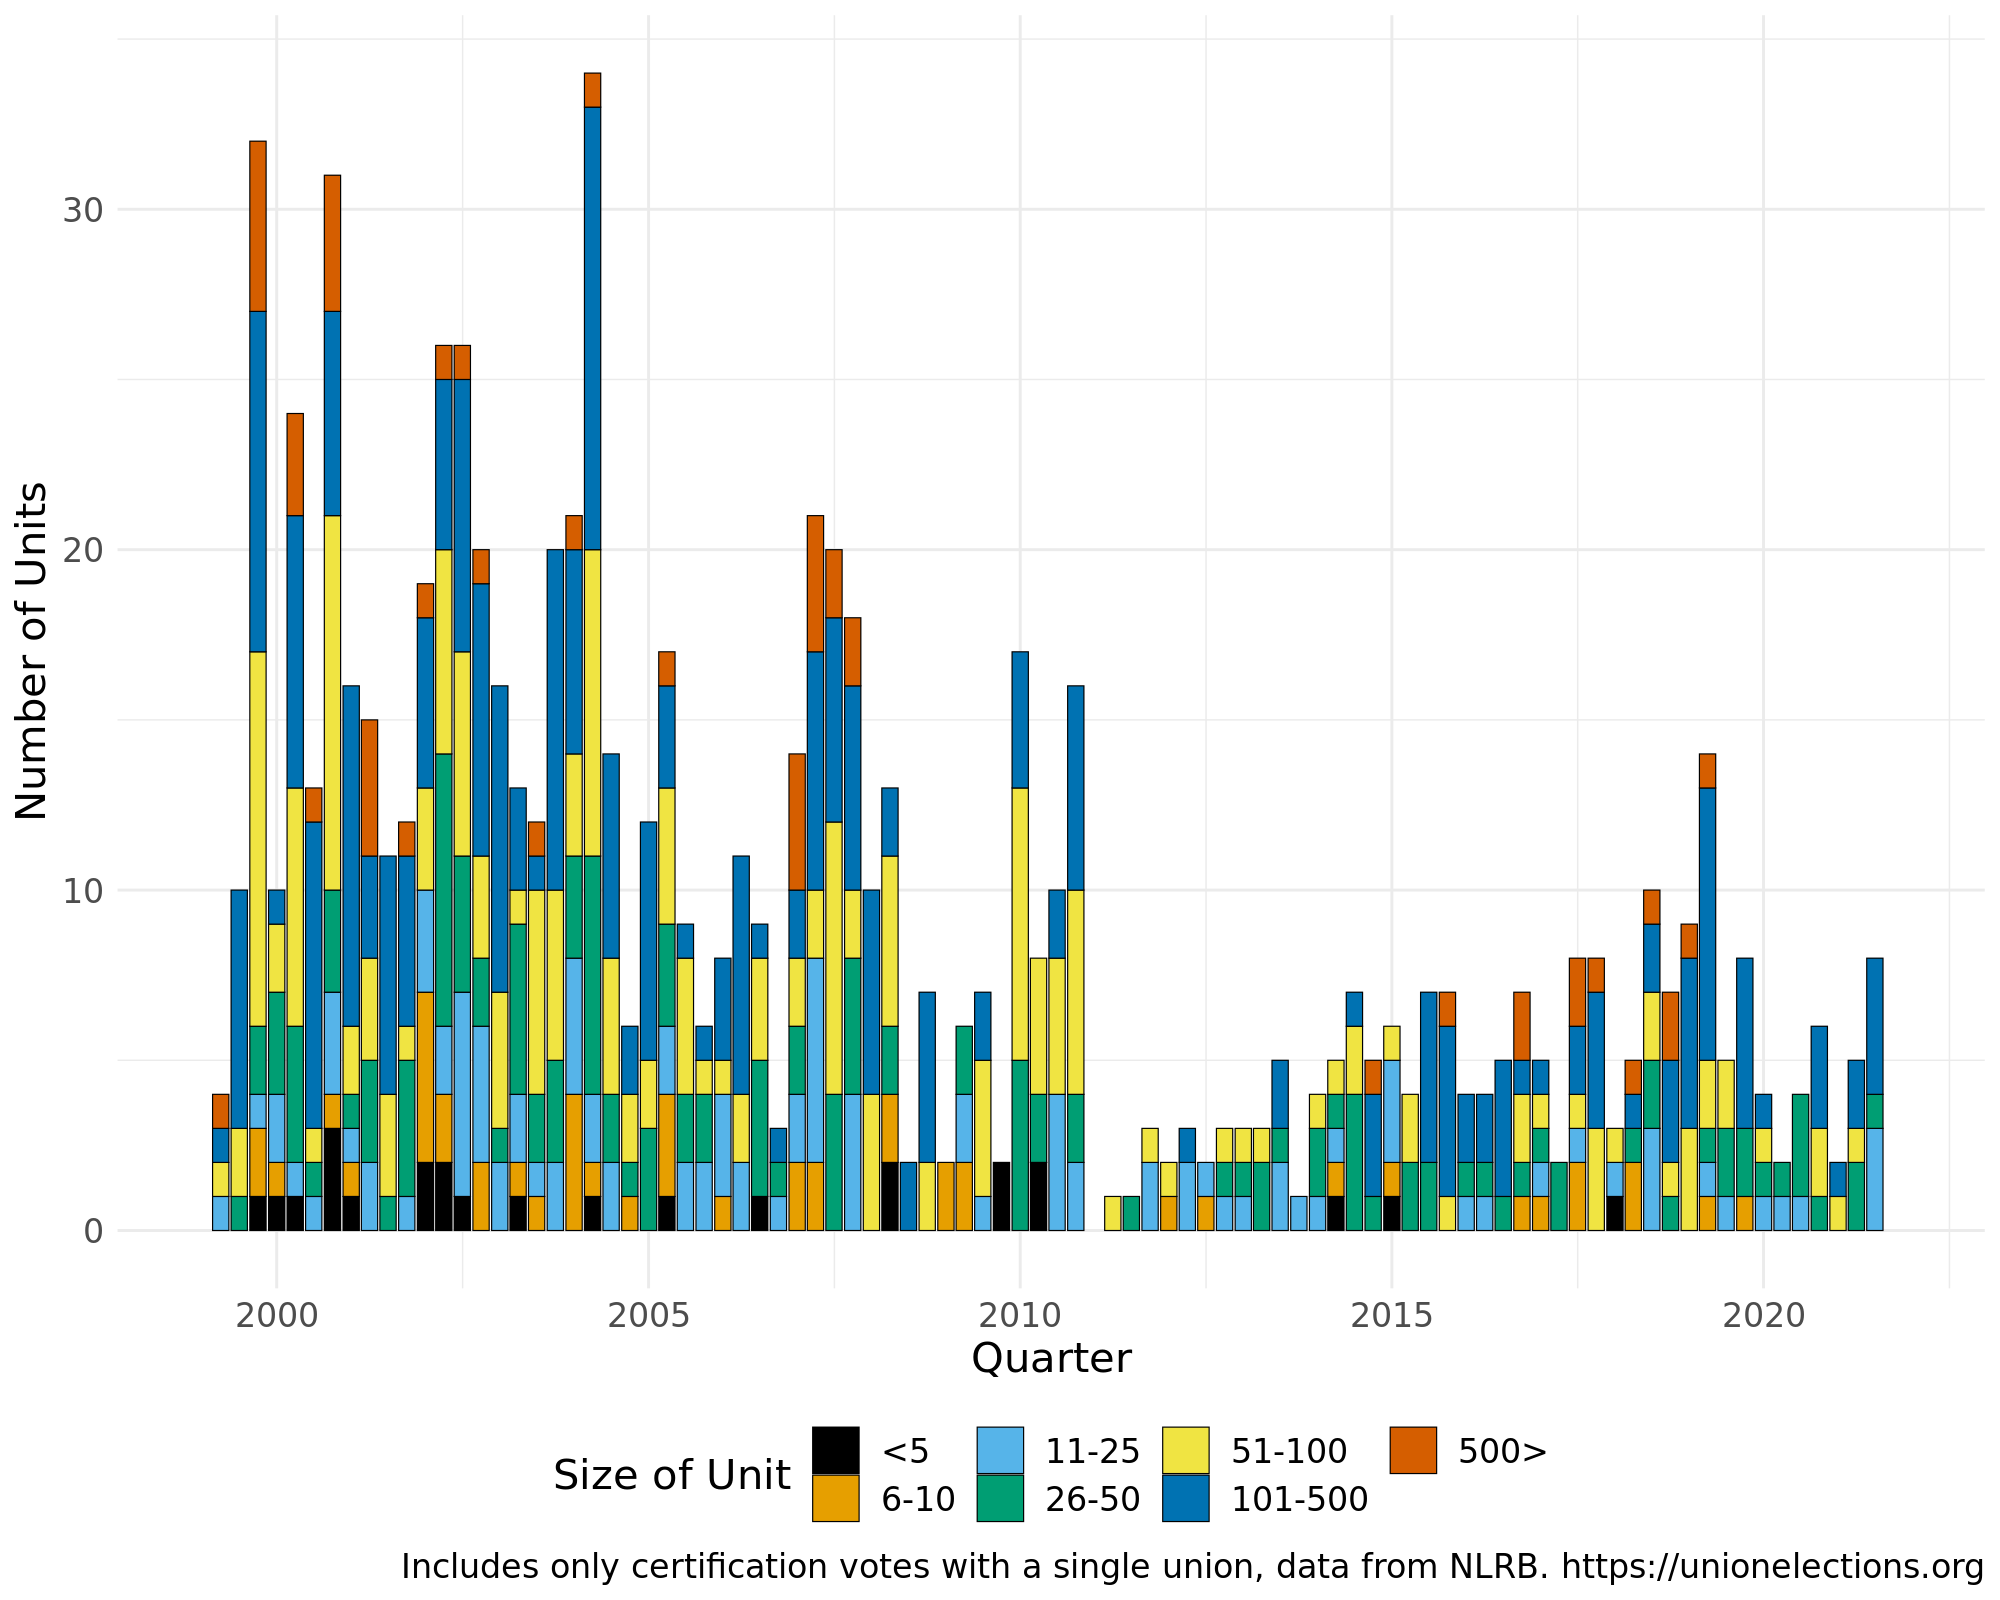 30
20
10
0
Number of Units
2000 2005 2010 2015 2020
Quarter
Size of Unit
<5 11-25 51-100 500>
6-10 26-50 101-500
Includes only certification votes with a single union, data from NLRB. https://unionelections.org